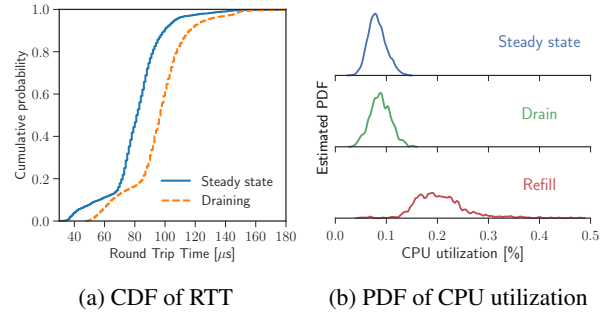 1.0
0.8
0.6
0.4
0.2
0.0
Cumulative probability
Steady state
Draining
40 60 80 100 120 140 160 180
Round Trip Time [μs]
(a) CDF of RTT
Estimated PDF
Steady state
Drain
Refill
0.0 0.1 0.2 0.3 0.4 0.5
CPU utilization [%]
(b) PDF of CPU utilization